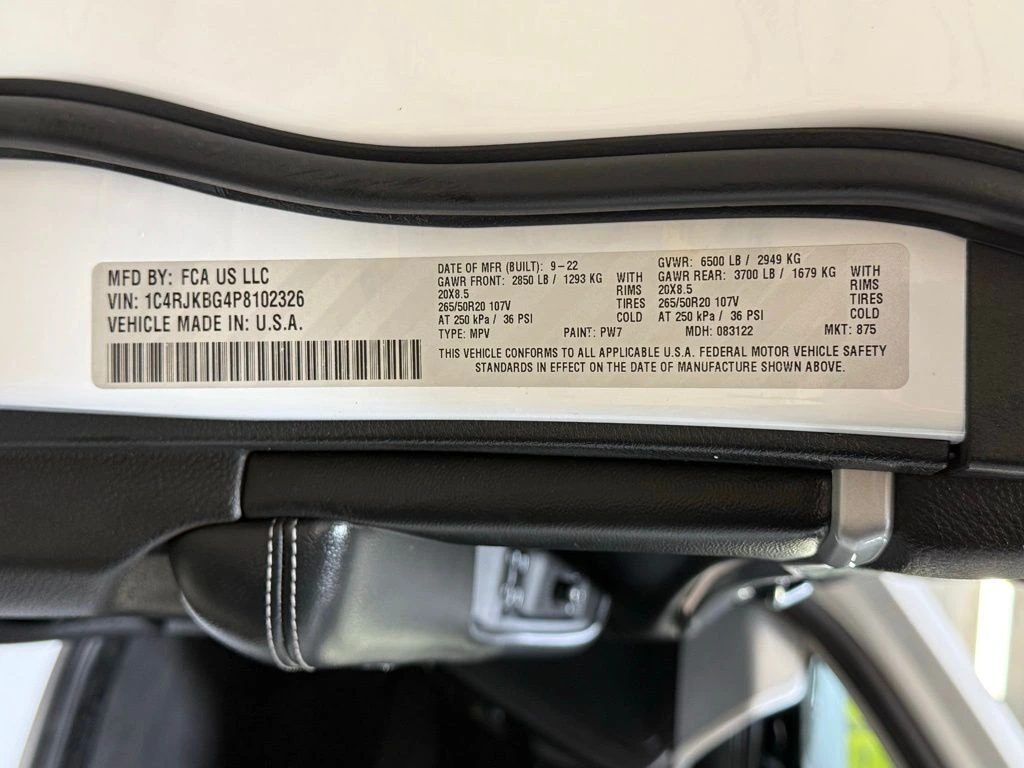 MFD BY: FCA US LLC
VIN: 1C4RJKBG4P8102326
VEHICLE MADE IN: U.S.A.
DATE OF MFR (BUILT): 9-22
GAWR FRONT: 2850 LB / 1293 KG WITH
20X8.5 RIMS
265/50R20 107V TIRES
AT 250 kPa / 36 PSI COLD
GVWR: 6500 LB / 2949 KG
GAWR REAR: 3700 LB / 1679 KG WITH
20X8.5 RIMS
265/50R20 107V TIRES
AT 250 kPa / 36 PSI COLD
TYPE: MPV PAINT: PW7 MDH: 083122 MKT: 875
THIS VEHICLE CONFORMS TO ALL APPLICABLE U.S.A. FEDERAL MOTOR VEHICLE SAFETY
STANDARDS IN EFFECT ON THE DATE OF MANUFACTURE SHOWN ABOVE.